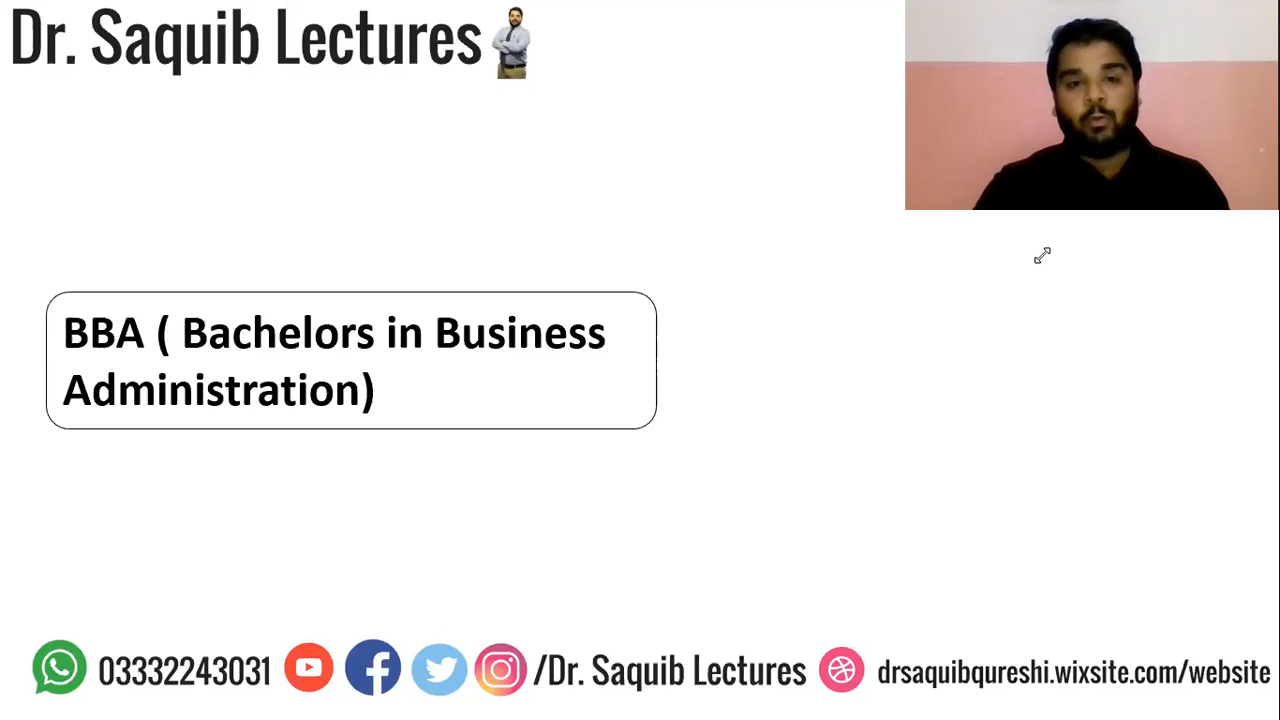 Dr. Saquib Lectures
BBA ( Bachelors in Business
Administration)
03332243031 /Dr. Saquib Lectures drsaquibqureshi.wixsite.com/website